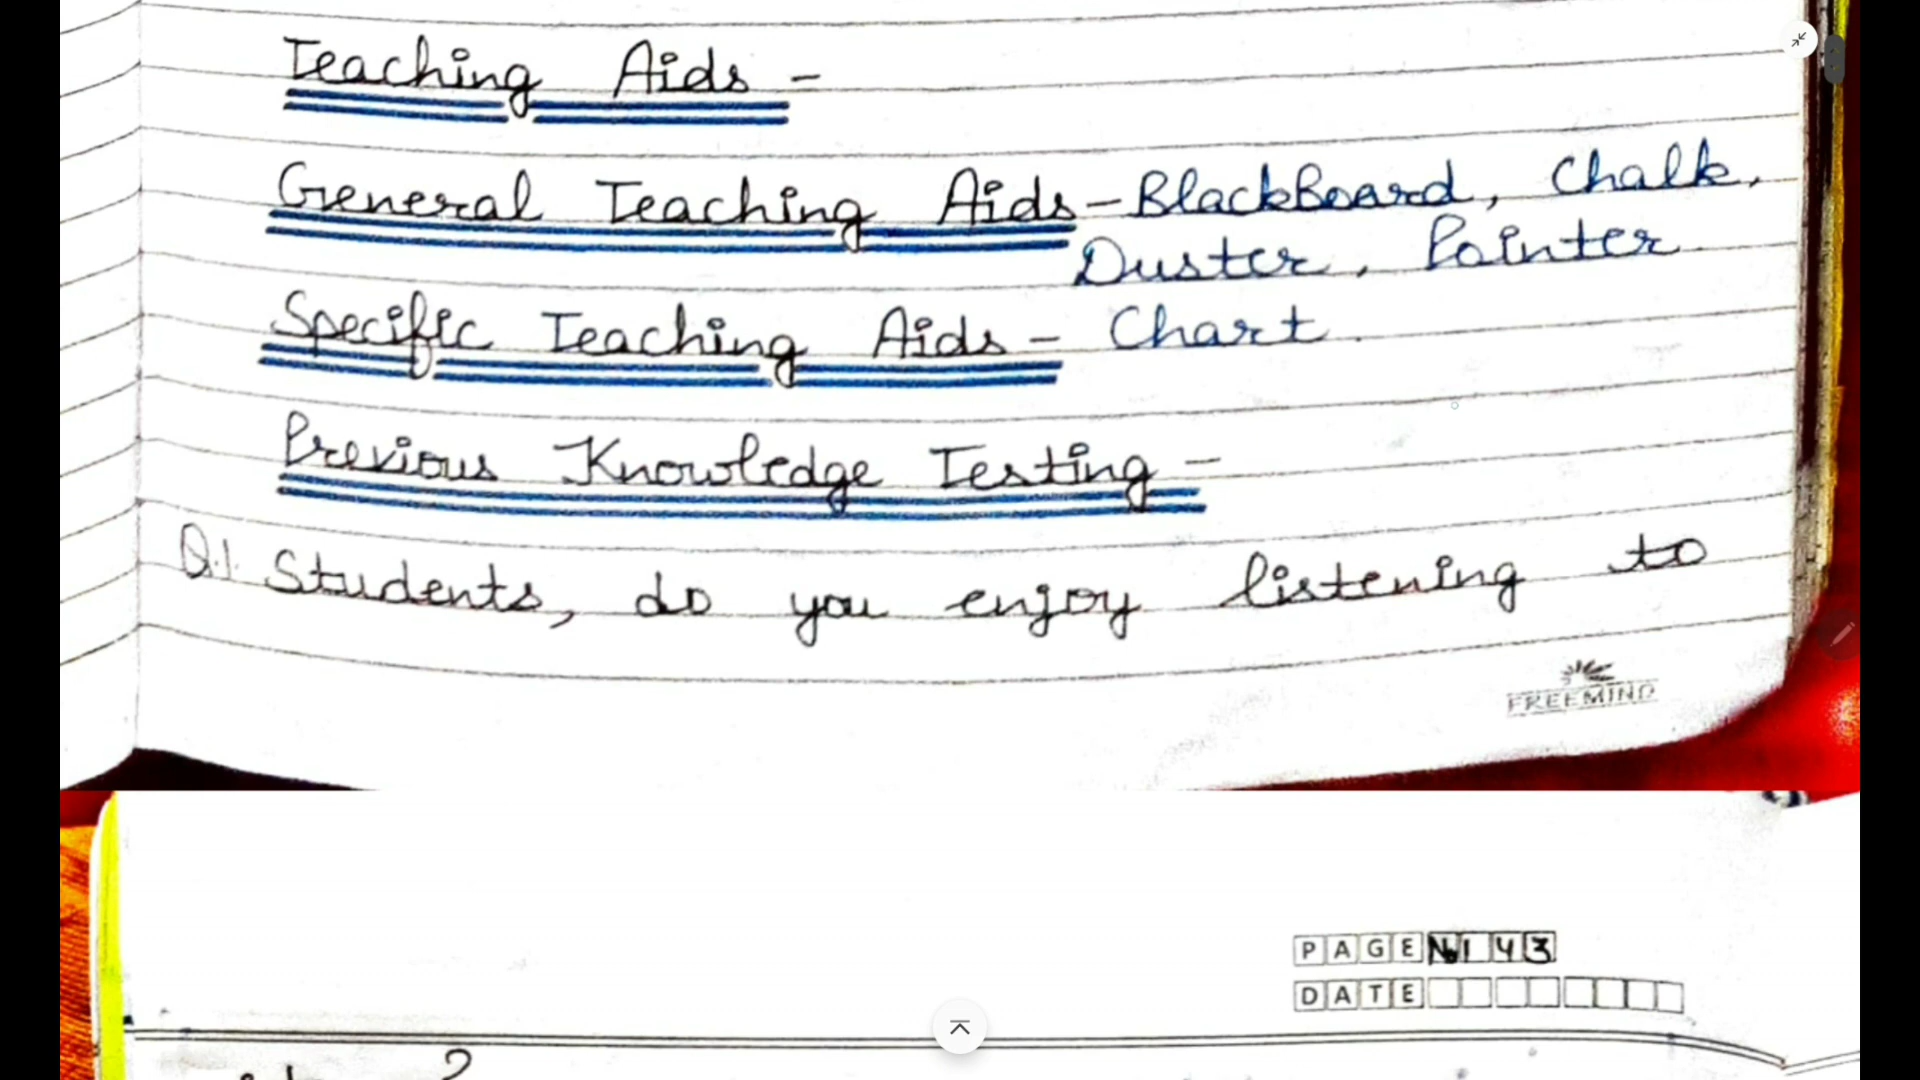 Teaching Aids -
General Teaching Aids - BlackBoard, Chalk,
Duster, Pointer
Specific Teaching Aids - Chart.
Previous Knowledge Testing -
Q.1. Students, do you enjoy listening to
FREEMIND
PAGE No 143
DATE